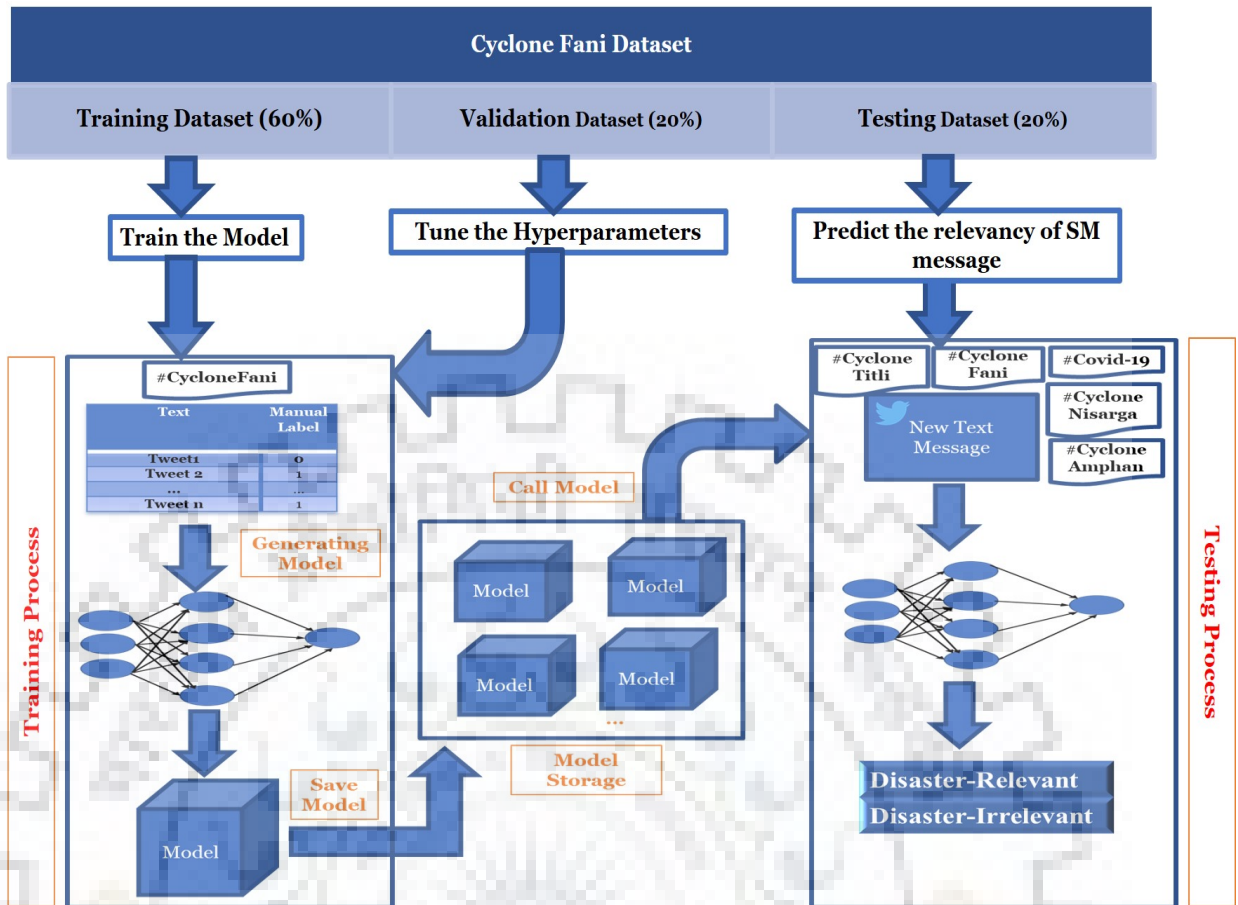 Cyclone Fani Dataset
Training Dataset (60%)
Validation Dataset (20%)
Testing Dataset (20%)
Train the Model
Tune the Hyperparameters
Predict the relevancy of SM
message
Training Process
#CycloneFani
Text
Manual
Label
Tweet1
0
Tweet 2
1
...
...
Tweet n
1
Generating
Model
Model
Save
Model
Call Model
Model
Model
Model
Model
...
Model
Storage
#Cyclone
Titli
#Cyclone
Fani
#Covid-19
#Cyclone
Nisarga
#Cyclone
Amphan
New Text
Message
Disaster-Relevant
Disaster-Irrelevant
Testing Process